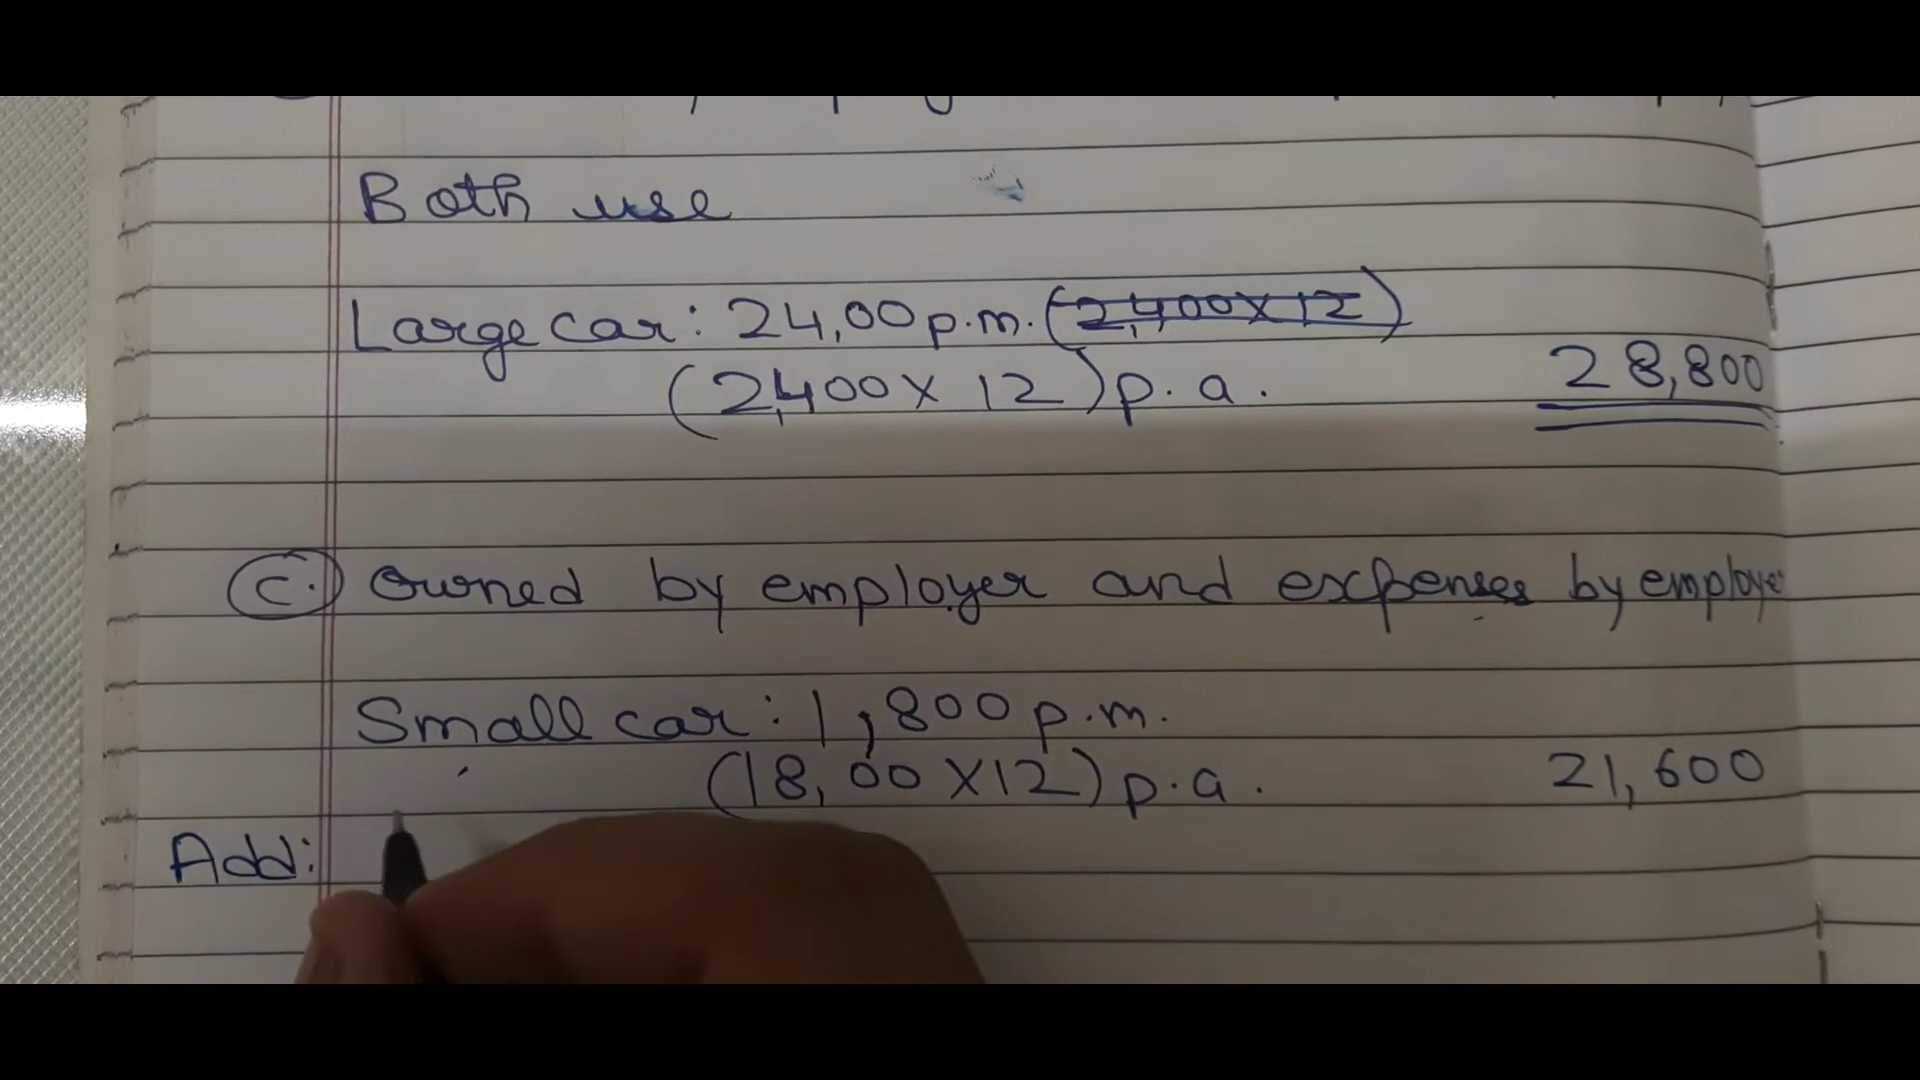 Both use
Large car: 24,00 p.m. (2,400 X 12)
(2,400 X 12) p.a. 28,800
C. Owned by employer and expenses by employer
Small car: 1,800 p.m.
(18,00 X 12) p.a. 21,600
Add: